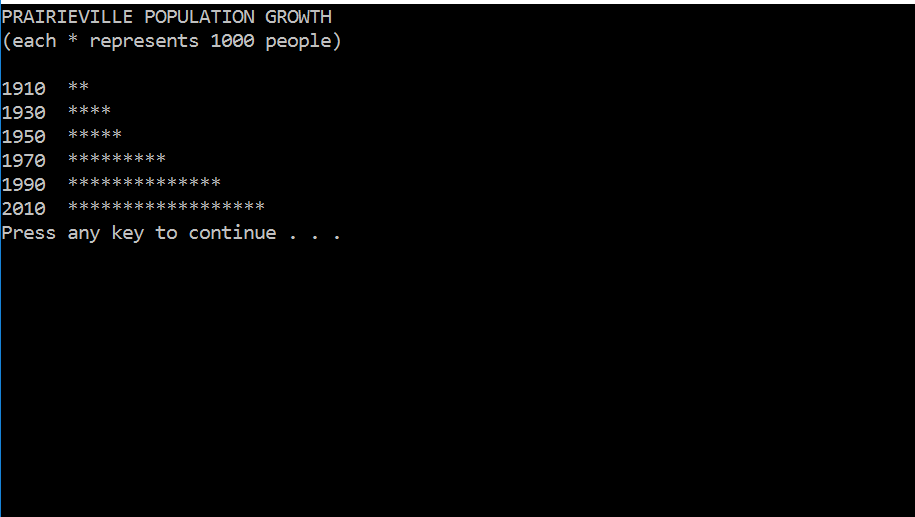 PRAIRIEVILLE POPULATION GROWTH
(each * represents 1000 people)
1910  **
1930  ****
1950  *****
1970  *********
1990  **************
2010  ******************
Press any key to continue . . .